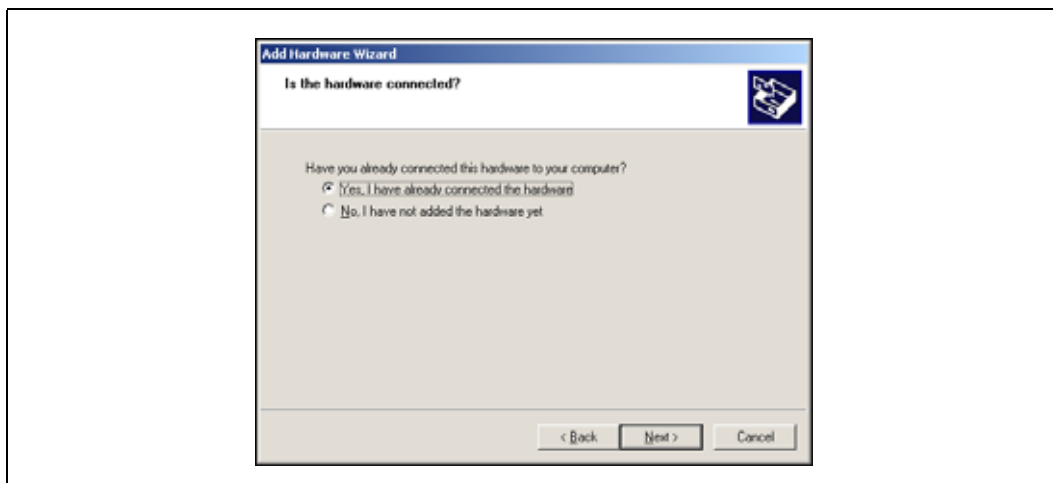 Add Hardware Wizard
Is the hardware connected?
Have you already connected this hardware to your computer?
Yes, I have already connected the hardware
No, I have not added the hardware yet
< Back Next > Cancel